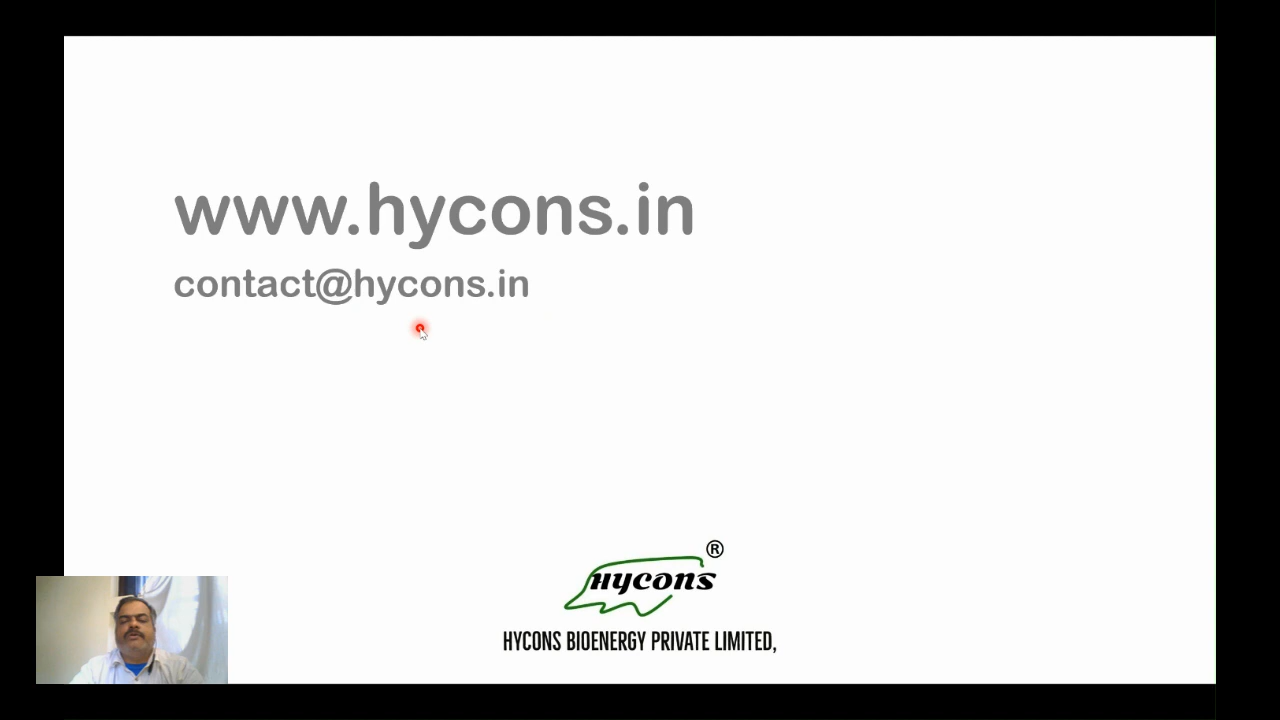 www.hycons.in
contact@hycons.in
®
Hycons
HYCONS BIOENERGY PRIVATE LIMITED,